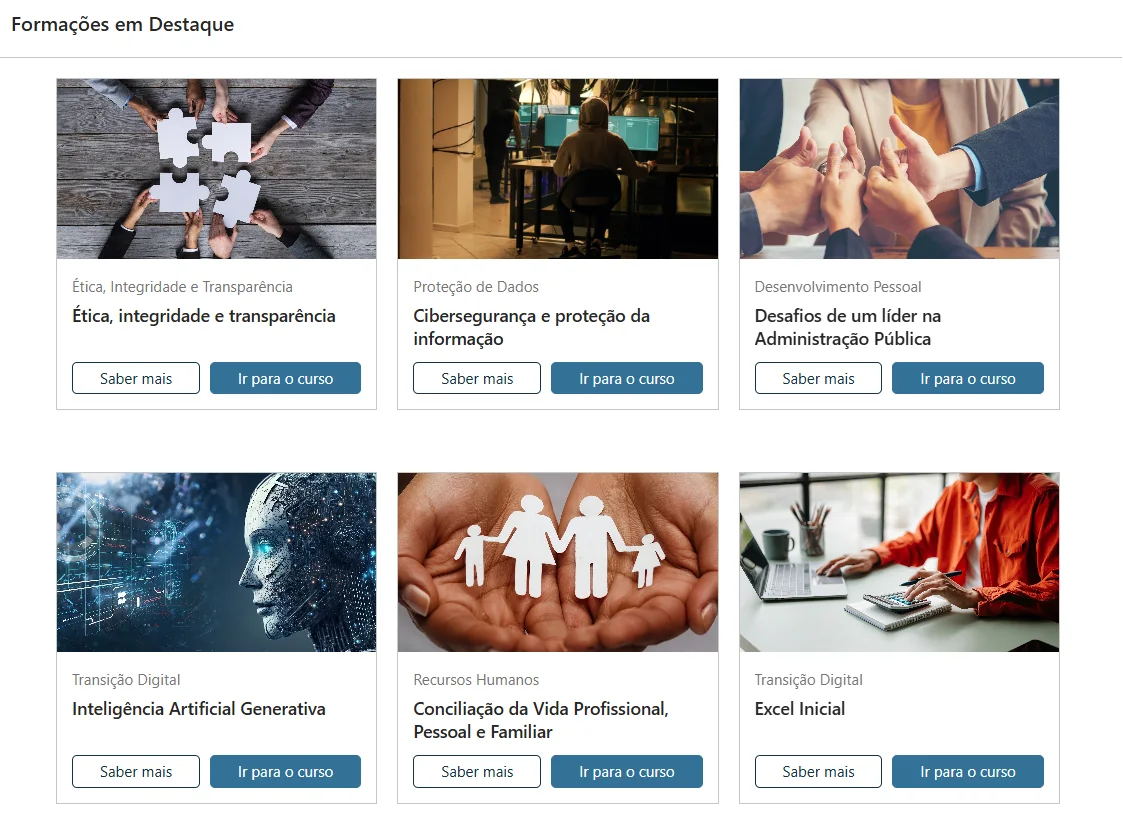 Formações em Destaque
Ética, Integridade e Transparência
Ética, integridade e transparência
Saber mais
Ir para o curso
Proteção de Dados
Cibersegurança e proteção da
informação
Saber mais
Ir para o curso
Desenvolvimento Pessoal
Desafios de um líder na
Administração Pública
Saber mais
Ir para o curso
Transição Digital
Inteligência Artificial Generativa
Saber mais
Ir para o curso
Recursos Humanos
Conciliação da Vida Profissional,
Pessoal e Familiar
Saber mais
Ir para o curso
Transição Digital
Excel Inicial
Saber mais
Ir para o curso